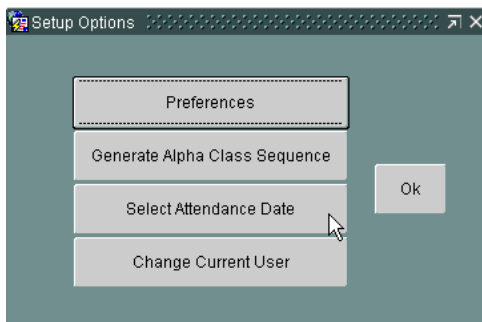 Setup Options
Preferences
Generate Alpha Class Sequence
Select Attendance Date
Ok
Change Current User